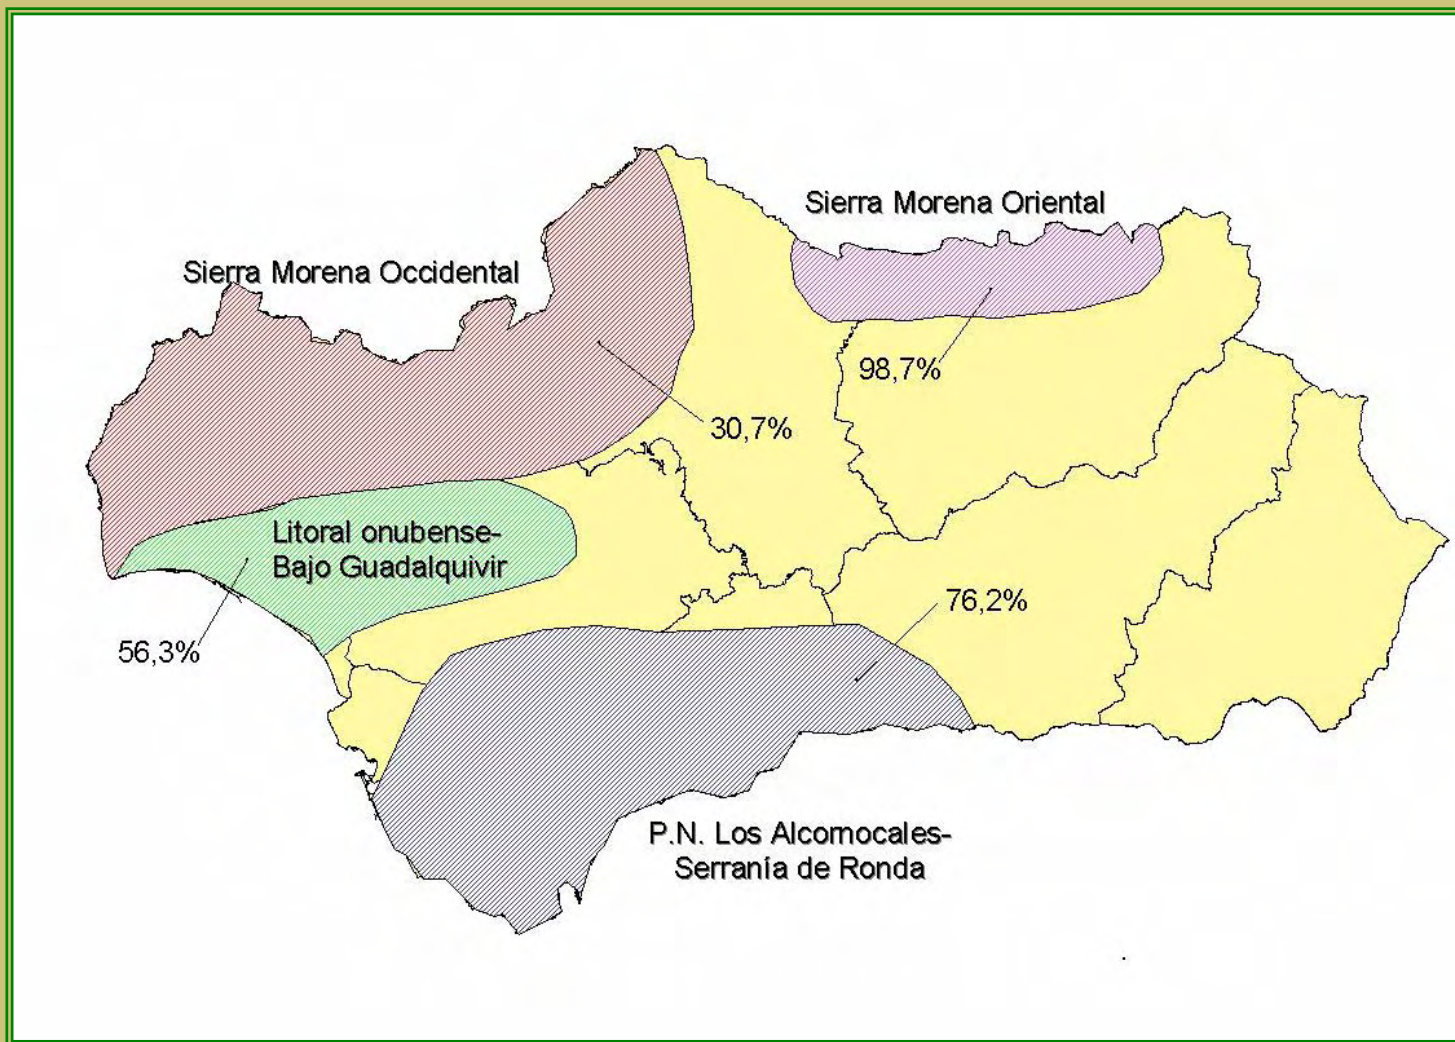 Sierra Morena Oriental
Sierra Morena Occidental
98,7%
30,7%
Litoral onubense-
Bajo Guadalquivir
76,2%
56,3%
P.N. Los Alcornocales-
Serranía de Ronda